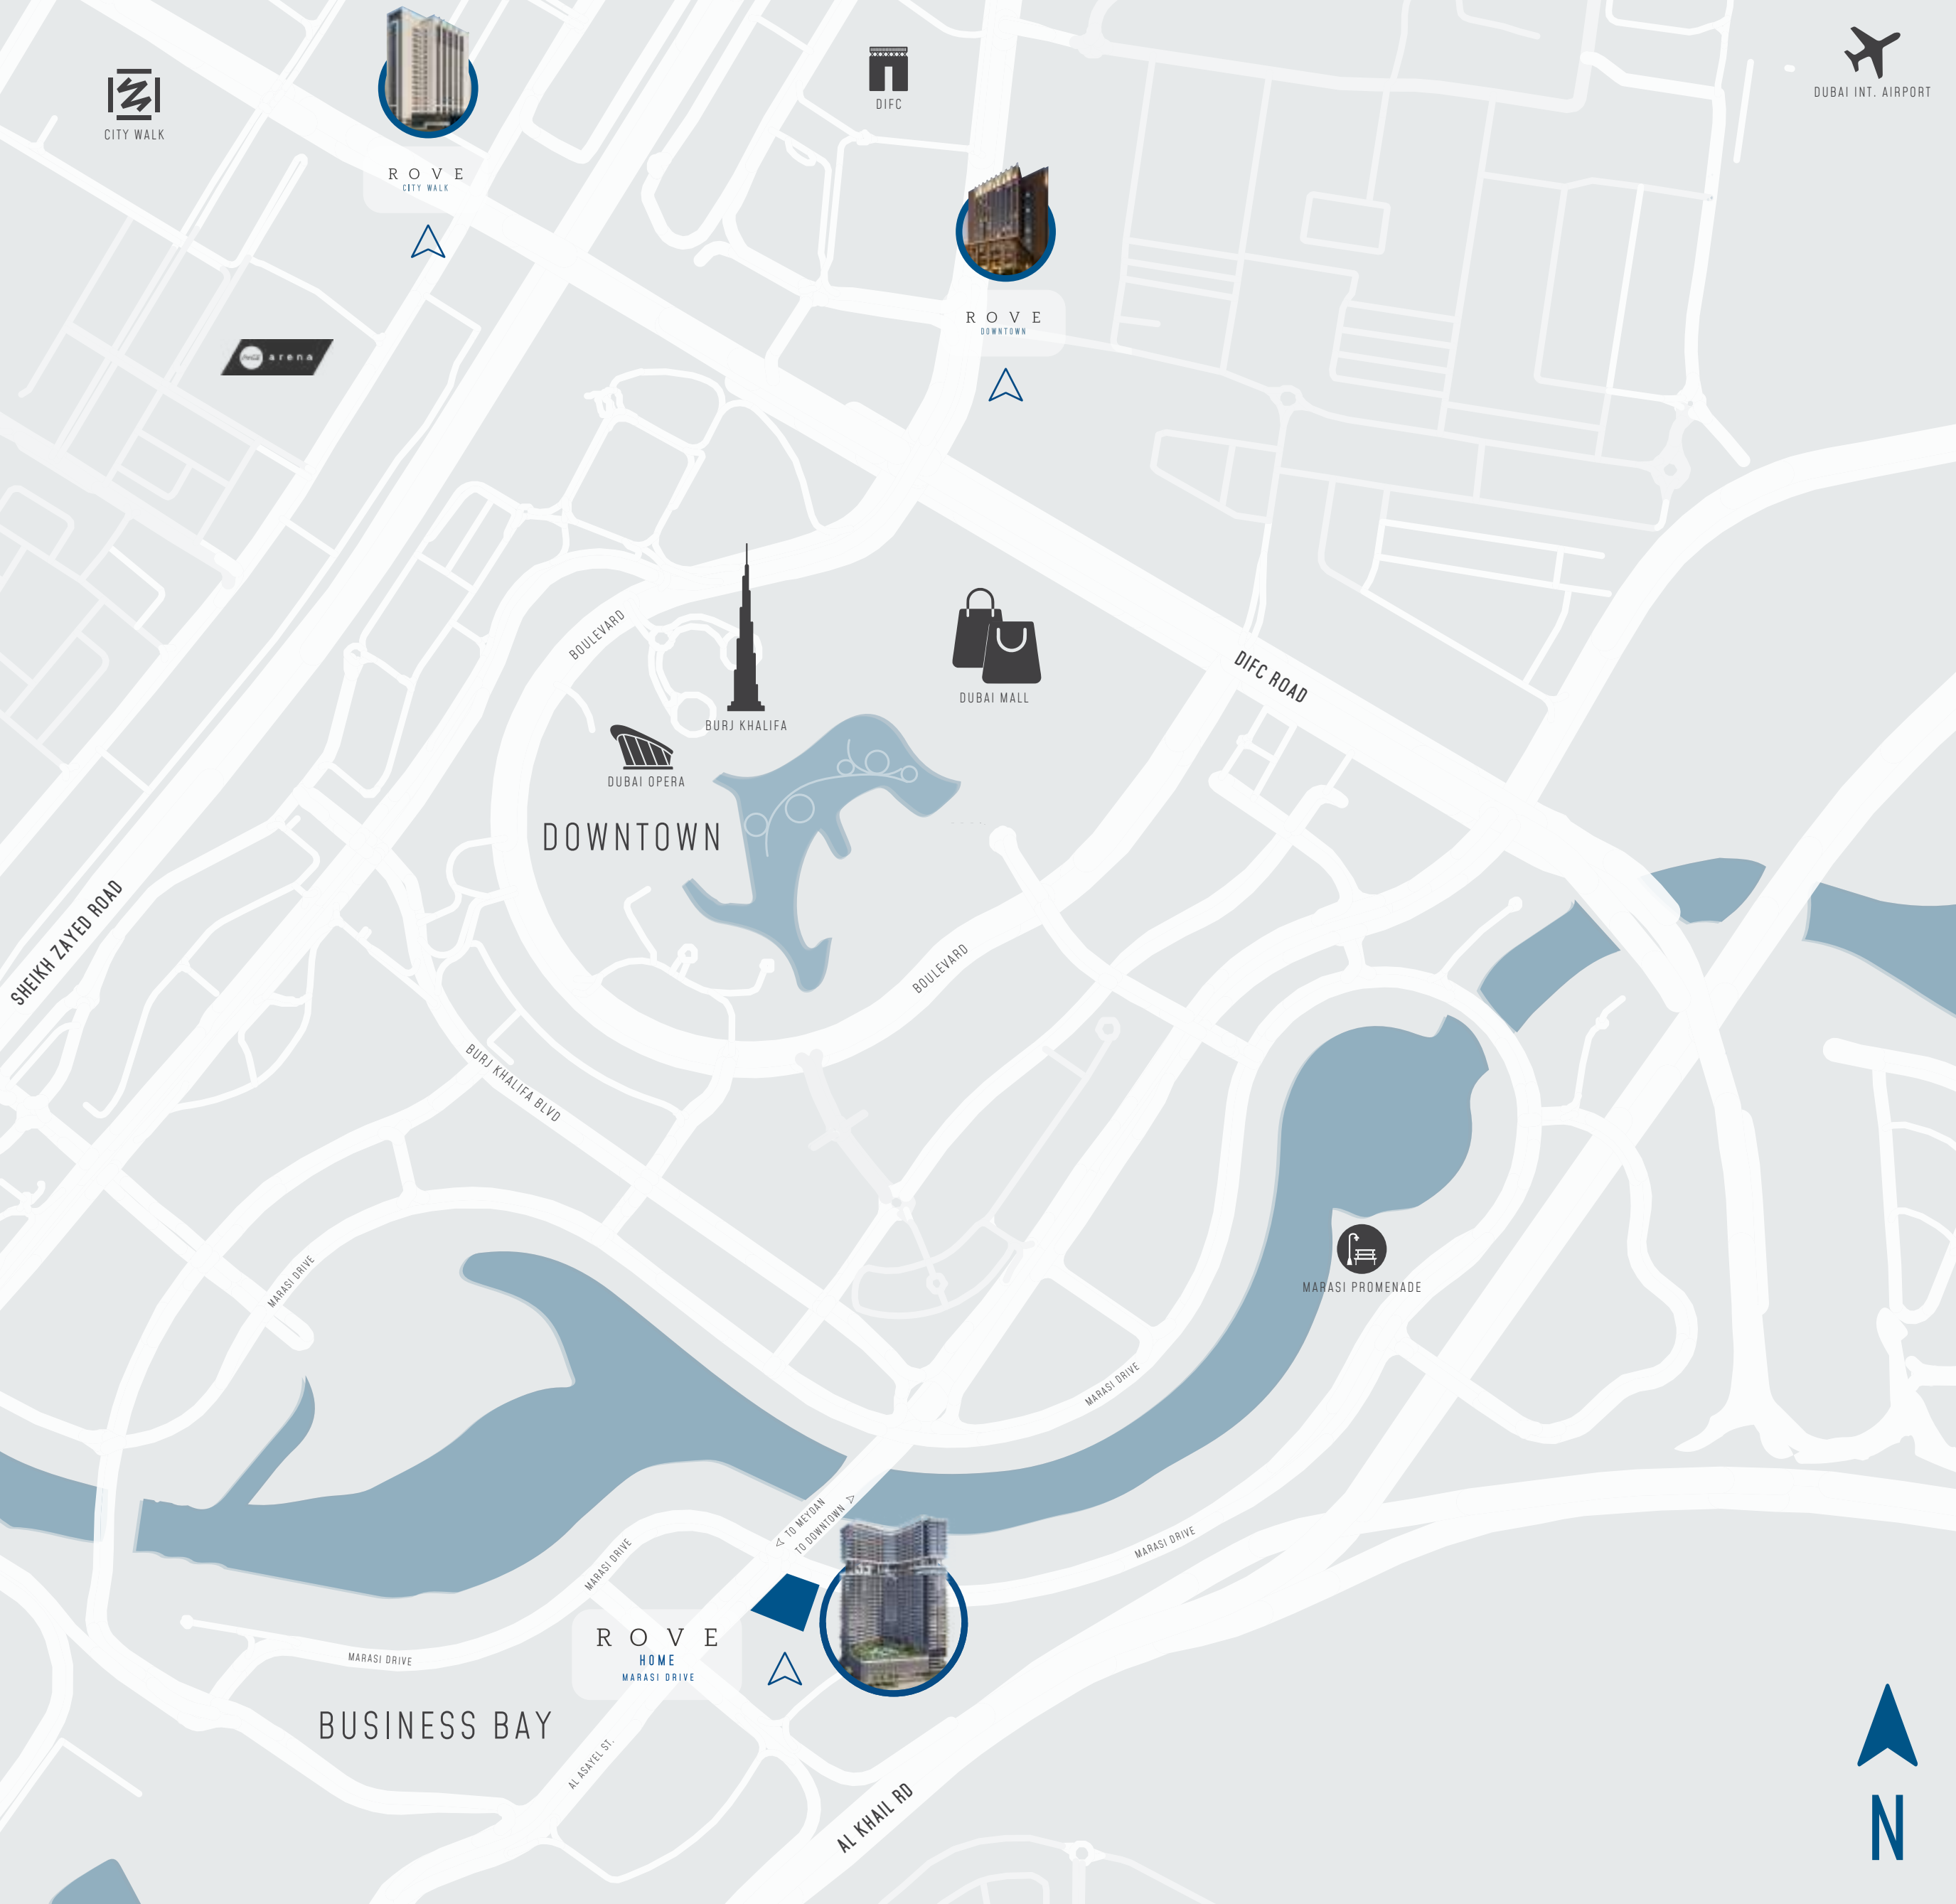 CITY WALK
ROVE
CITY WALK
DIFC
DUBAI INT. AIRPORT
ROVE
DOWNTOWN
arena
BOULEVARD
BURJ KHALIFA
DUBAI MALL
DIFC ROAD
DUBAI OPERA
DOWNTOWN
SHEIKH ZAYED ROAD
BOULEVARD
BURJ KHALIFA BLVD
MARASI DRIVE
MARASI PROMENADE
MARASI DRIVE
TO MEYDAN
TO DOWNTOWN
MARASI DRIVE
MARASI DRIVE
ROVE
HOME
MARASI DRIVE
MARASI DRIVE
BUSINESS BAY
AL ASAYEL ST.
AL KHAIL RD
N